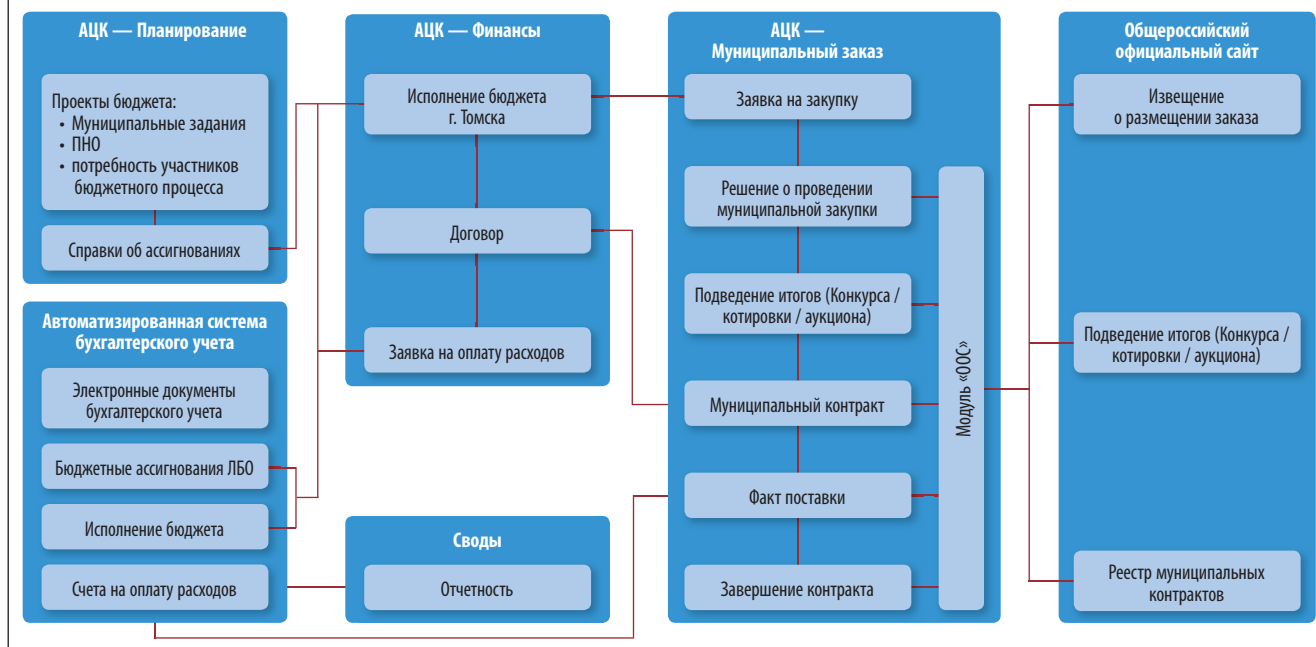 АЦК — Планирование
Проекты бюджета:
• Муниципальные задания
• ПНО
• потребность участников
бюджетного процесса
Справки об ассигнованиях
Автоматизированная система
бухгалтерского учета
Электронные документы
бухгалтерского учета
Бюджетные ассигнования ЛБО
Исполнение бюджета
Счета на оплату расходов
АЦК — Финансы
Исполнение бюджета
г. Томска
Договор
Заявка на оплату расходов
Своды
Отчетность
АЦК —
Муниципальный заказ
Заявка на закупку
Решение о проведении
муниципальной закупки
Подведение итогов (Конкурса /
котировки / аукциона)
Муниципальный контракт
Факт поставки
Завершение контракта
Модуль «ООС»
Общероссийский
официальный сайт
Извещение
о размещении заказа
Подведение итогов (Конкурса /
котировки / аукциона)
Реестр муниципальных
контрактов